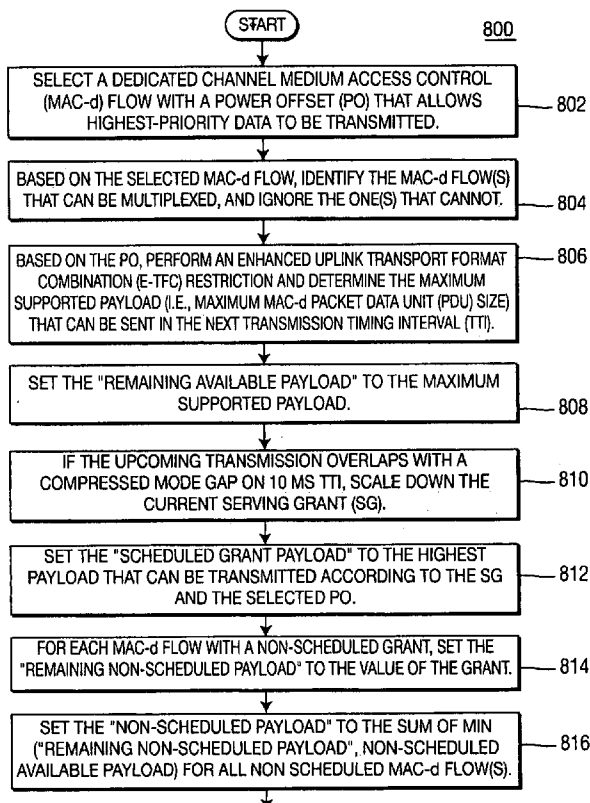 START
800
SELECT A DEDICATED CHANNEL MEDIUM ACCESS CONTROL
(MAC-d) FLOW WITH A POWER OFFSET (PO) THAT ALLOWS
HIGHEST-PRIORITY DATA TO BE TRANSMITTED.
802
BASED ON THE SELECTED MAC-d FLOW, IDENTIFY THE MAC-d FLOW(S)
THAT CAN BE MULTIPLEXED, AND IGNORE THE ONE(S) THAT CANNOT.
804
BASED ON THE PO, PERFORM AN ENHANCED UPLINK TRANSPORT FORMAT
COMBINATION (E-TFC) RESTRICTION AND DETERMINE THE MAXIMUM
SUPPORTED PAYLOAD (I.E., MAXIMUM MAC-d PACKET DATA UNIT (PDU) SIZE)
THAT CAN BE SENT IN THE NEXT TRANSMISSION TIMING INTERVAL (TTI).
806
SET THE "REMAINING AVAILABLE PAYLOAD" TO THE MAXIMUM
SUPPORTED PAYLOAD.
808
IF THE UPCOMING TRANSMISSION OVERLAPS WITH A
COMPRESSED MODE GAP ON 10 MS TTI, SCALE DOWN THE
CURRENT SERVING GRANT (SG).
810
SET THE "SCHEDULED GRANT PAYLOAD" TO THE HIGHEST
PAYLOAD THAT CAN BE TRANSMITTED ACCORDING TO THE SG
AND THE SELECTED PO.
812
FOR EACH MAC-d FLOW WITH A NON-SCHEDULED GRANT, SET THE
"REMAINING NON-SCHEDULED PAYLOAD" TO THE VALUE OF THE GRANT.
814
SET THE "NON-SCHEDULED PAYLOAD" TO THE SUM OF MIN
("REMAINING NON-SCHEDULED PAYLOAD", NON-SCHEDULED
AVAILABLE PAYLOAD) FOR ALL NON SCHEDULED MAC-d FLOW(S).
816